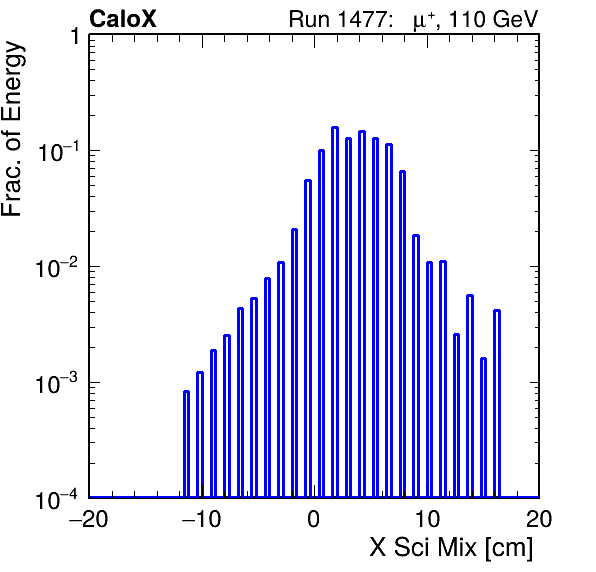 CaloX Run 1477: μ⁺, 110 GeV
Frac. of Energy
1
10⁻¹
10⁻²
10⁻³
10⁻⁴
−20 −10 0 10 20
X Sci Mix [cm]